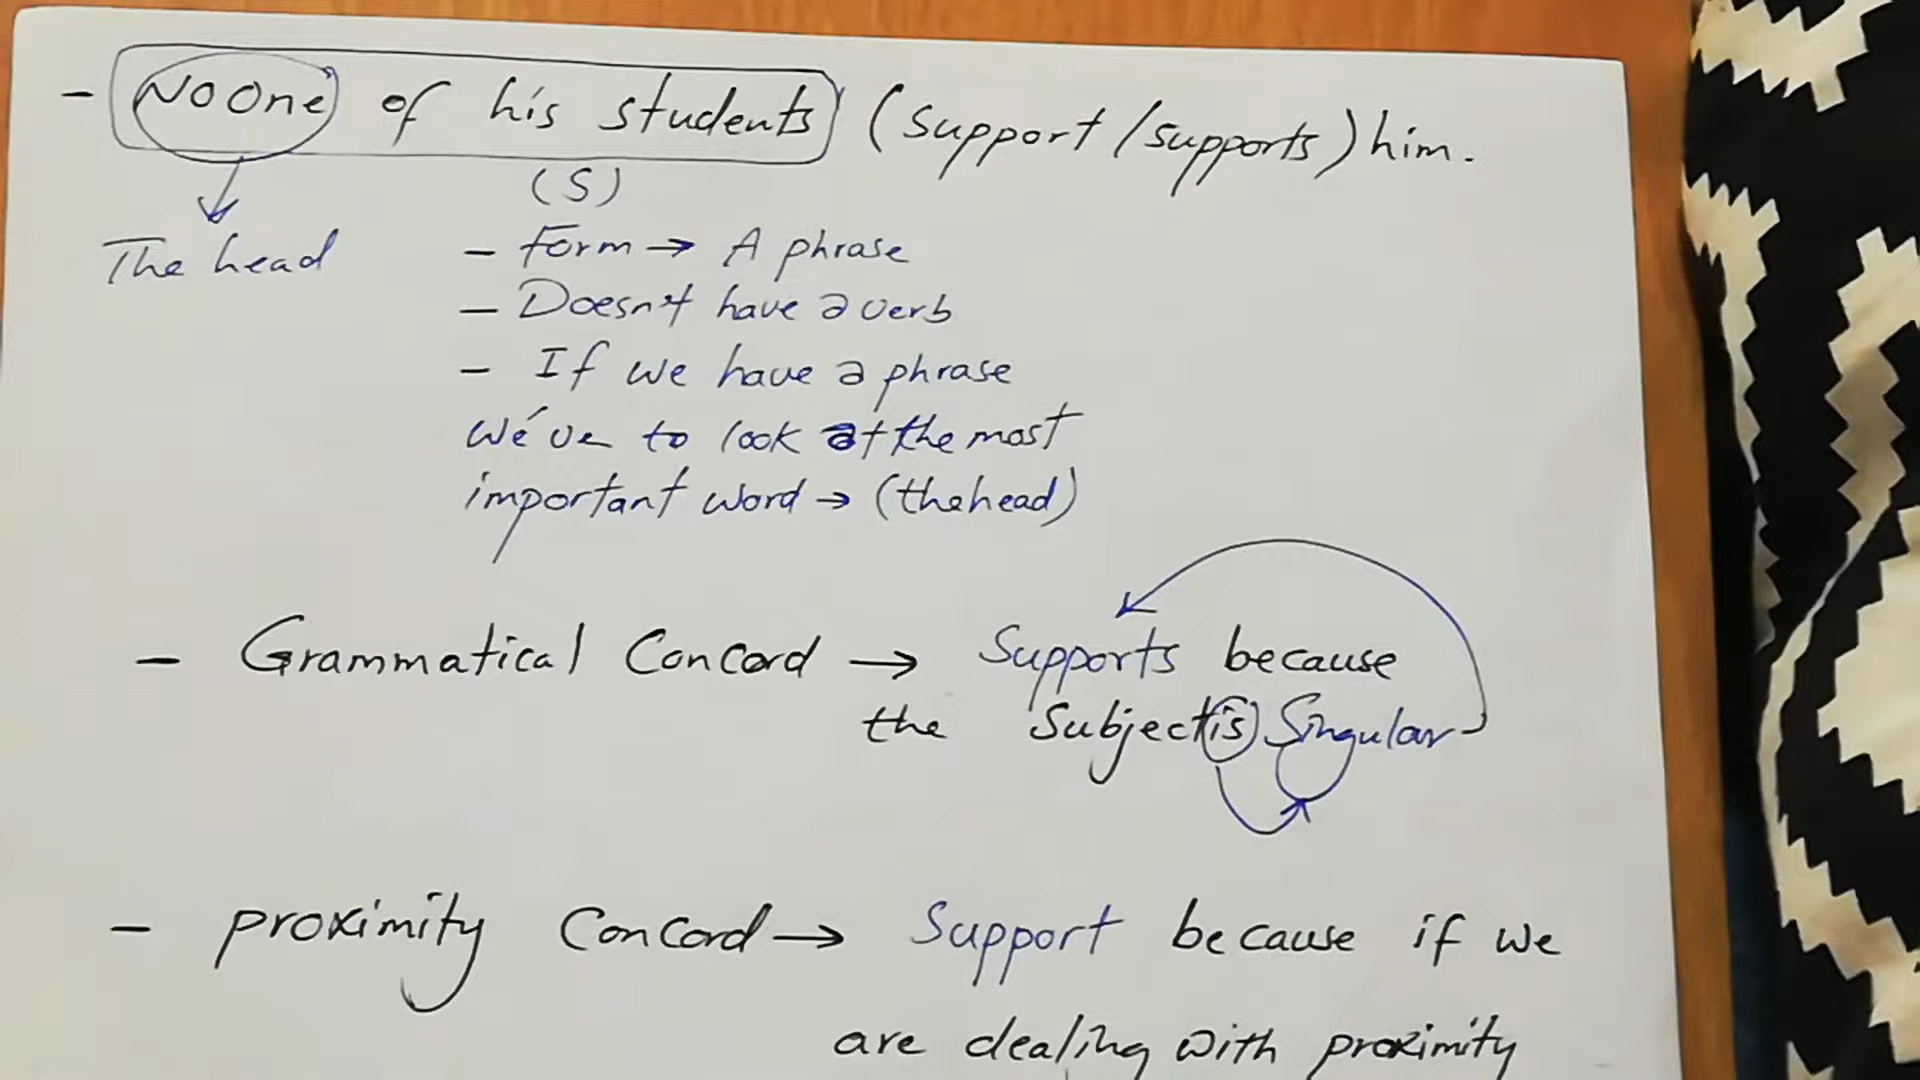 - No One of his students (support/supports) him.
(S)
The head
- Form → A phrase
- Doesn't have a verb
- If we have a phrase
we've to look at the most
important word → (the head)
- Grammatical Concord → Supports because
the subject is Singular
- proximity Concord → Support because if we
are dealing with proximity